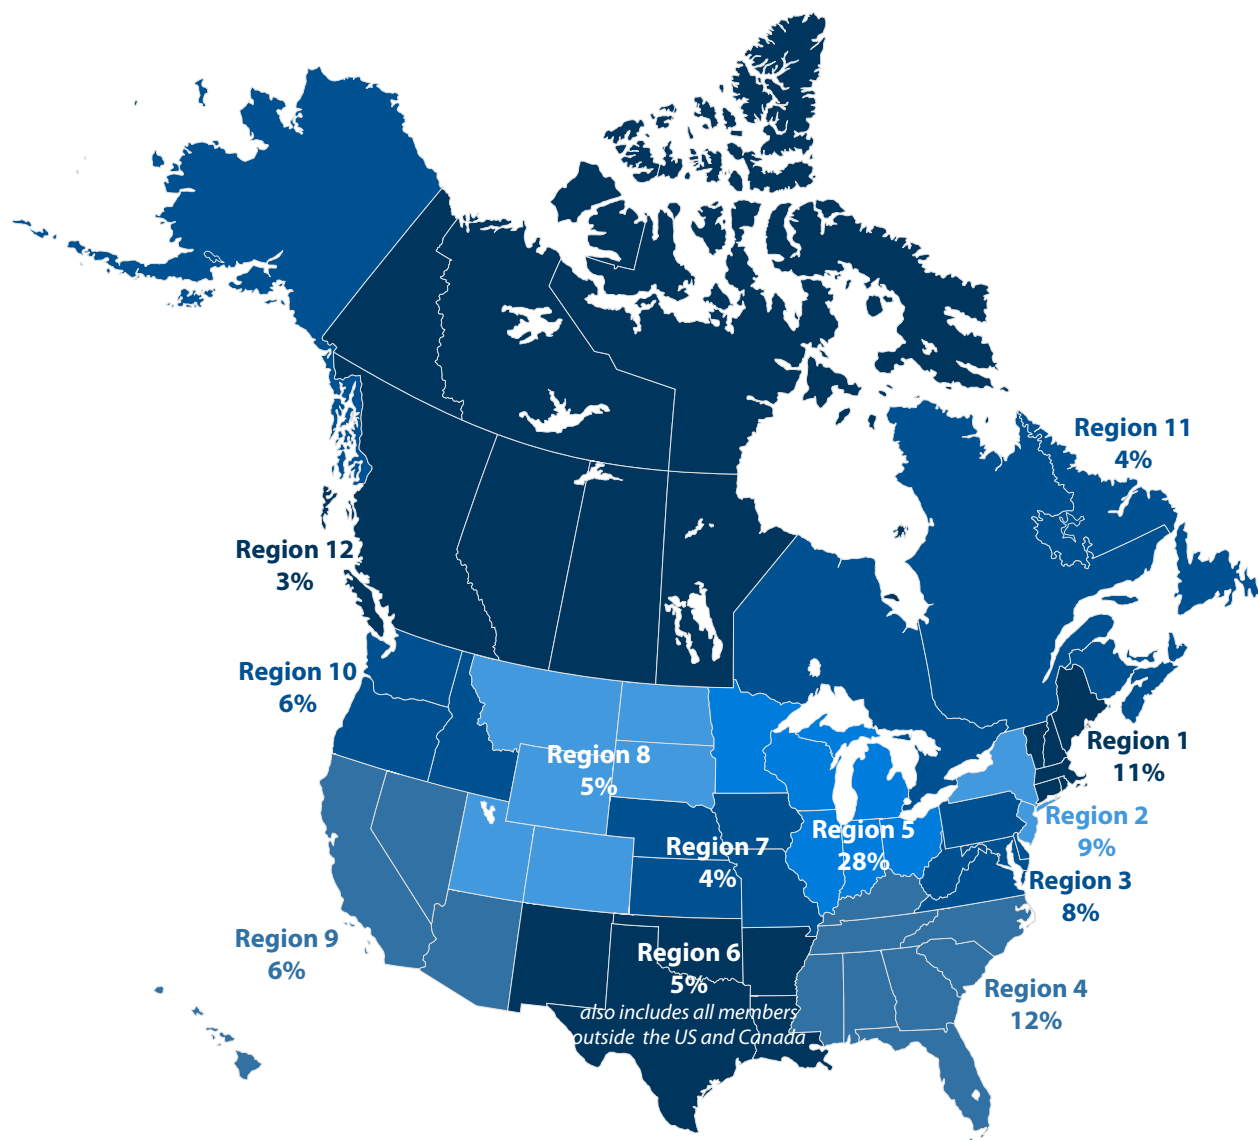 Region 11
4%
Region 12
3%
Region 10
6%
Region 1
11%
Region 8
5%
Region 2
9%
Region 5
28%
Region 7
4%
Region 3
8%
Region 9
6%
Region 6
5%
also includes all members
outside the US and Canada
Region 4
12%